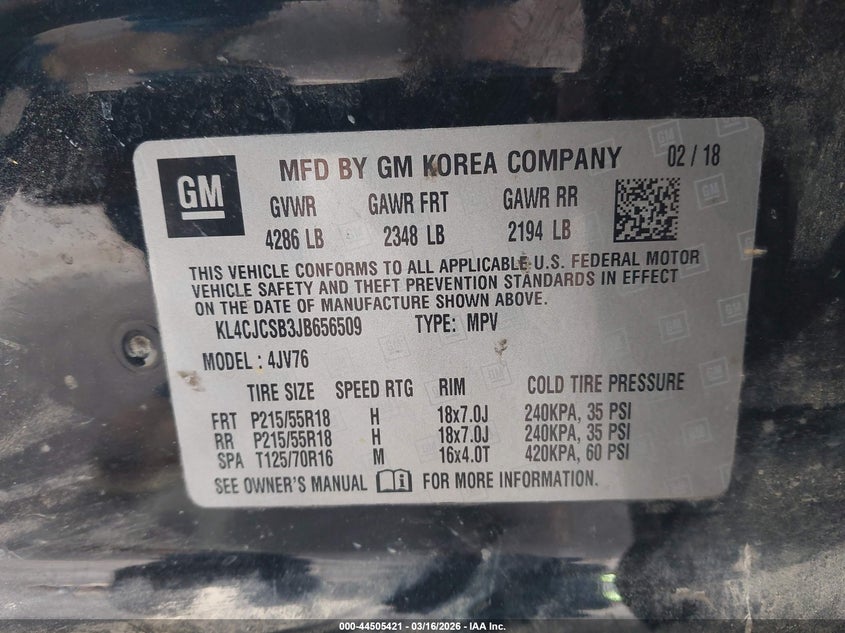 GM
MFD BY GM KOREA COMPANY 02 / 18
GVWR GAWR FRT GAWR RR
4286 LB 2348 LB 2194 LB
THIS VEHICLE CONFORMS TO ALL APPLICABLE U.S. FEDERAL MOTOR
VEHICLE SAFETY AND THEFT PREVENTION STANDARDS IN EFFECT
ON THE DATE OF MANUFACTURE SHOWN ABOVE.
KL4CJCSB3JB656509 TYPE: MPV
MODEL : 4JV76
TIRE SIZE SPEED RTG RIM COLD TIRE PRESSURE
FRT P215/55R18 H 18x7.0J 240KPA, 35 PSI
RR P215/55R18 H 18x7.0J 240KPA, 35 PSI
SPA T125/70R16 M 16x4.0T 420KPA, 60 PSI
SEE OWNER'S MANUAL i FOR MORE INFORMATION.
000-44505421 | 03/16/2026 | IAA Inc.